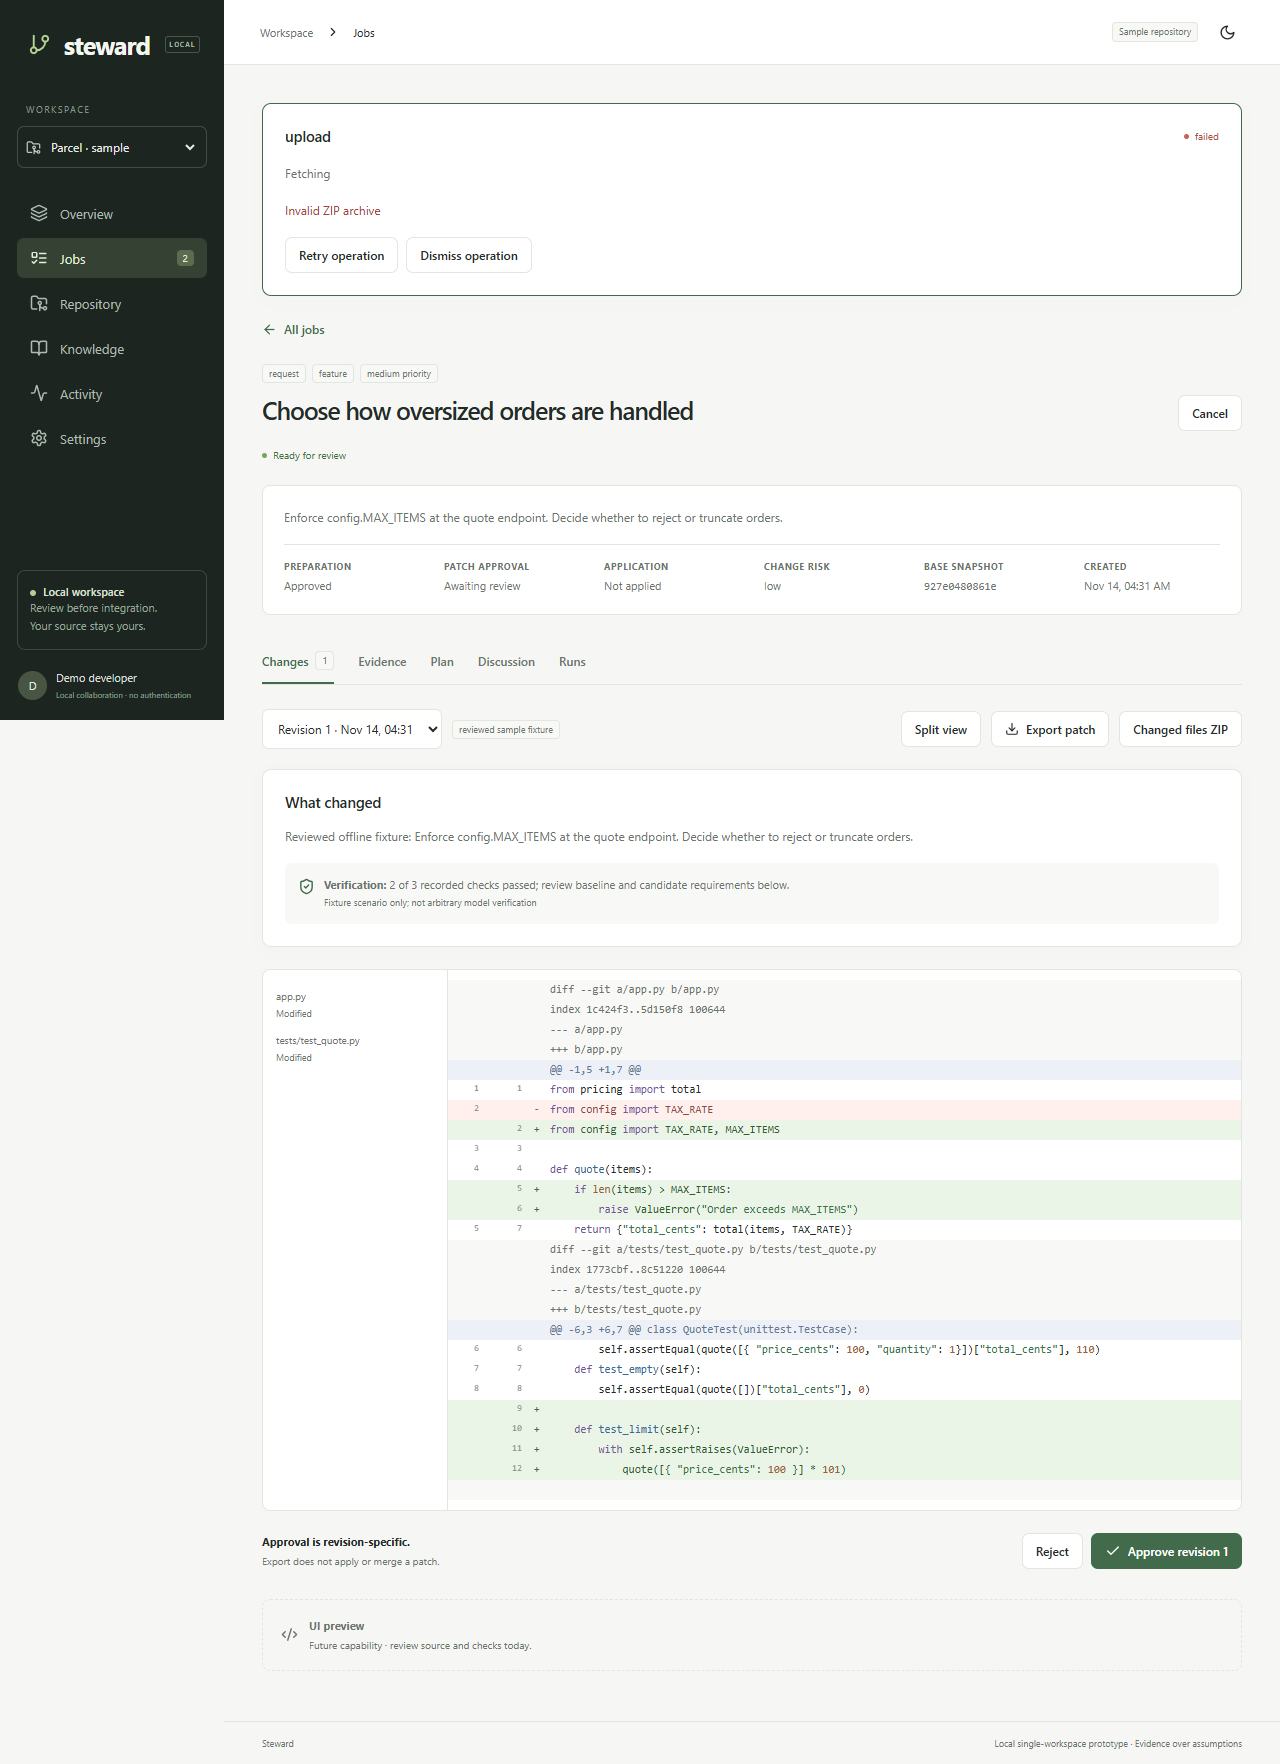 steward LOCAL
WORKSPACE
Parcel · sample
Overview
Jobs 2
Repository
Knowledge
Activity
Settings
Local workspace
Review before integration.
Your source stays yours.
D
Demo developer
Local collaboration · no authentication
Workspace Jobs
Sample repository
upload
failed
Fetching
Invalid ZIP archive
Retry operation Dismiss operation
All jobs
request feature medium priority
Choose how oversized orders are handled
Cancel
Ready for review
Enforce config.MAX_ITEMS at the quote endpoint. Decide whether to reject or truncate orders.
PREPARATION PATCH APPROVAL APPLICATION CHANGE RISK BASE SNAPSHOT CREATED
Approved Awaiting review Not applied low 927e0480861e Nov 14, 04:31 AM
Changes 1 Evidence Plan Discussion Runs
Revision 1 · Nov 14, 04:31 reviewed sample fixture Split view Export patch Changed files ZIP
What changed
Reviewed offline fixture: Enforce config.MAX_ITEMS at the quote endpoint. Decide whether to reject or truncate orders.
Verification: 2 of 3 recorded checks passed; review baseline and candidate requirements below.
Fixture scenario only; not arbitrary model verification
app.py
Modified
tests/test_quote.py
Modified
diff --git a/app.py b/app.py
index 1c424f3..5d150f8 100644
--- a/app.py
+++ b/app.py
@@ -1,5 +1,7 @@
1 1 from pricing import total
2 - from config import TAX_RATE
2 + from config import TAX_RATE, MAX_ITEMS
3 3
4 4 def quote(items):
5 + if len(items) > MAX_ITEMS:
6 + raise ValueError("Order exceeds MAX_ITEMS")
5 7 return {"total_cents": total(items, TAX_RATE)}
diff --git a/tests/test_quote.py b/tests/test_quote.py
index 1773cbf..8c51220 100644
--- a/tests/test_quote.py
+++ b/tests/test_quote.py
@@ -6,3 +6,7 @@ class QuoteTest(unittest.TestCase):
6 6 self.assertEqual(quote([{ "price_cents": 100, "quantity": 1}])["total_cents"], 110)
7 7 def test_empty(self):
8 8 self.assertEqual(quote([])["total_cents"], 0)
9 +
10 + def test_limit(self):
11 + with self.assertRaises(ValueError):
12 + quote([{ "price_cents": 100 }] * 101)
Approval is revision-specific.
Export does not apply or merge a patch.
Reject Approve revision 1
UI preview
Future capability · review source and checks today.
Steward
Local single-workspace prototype · Evidence over assumptions